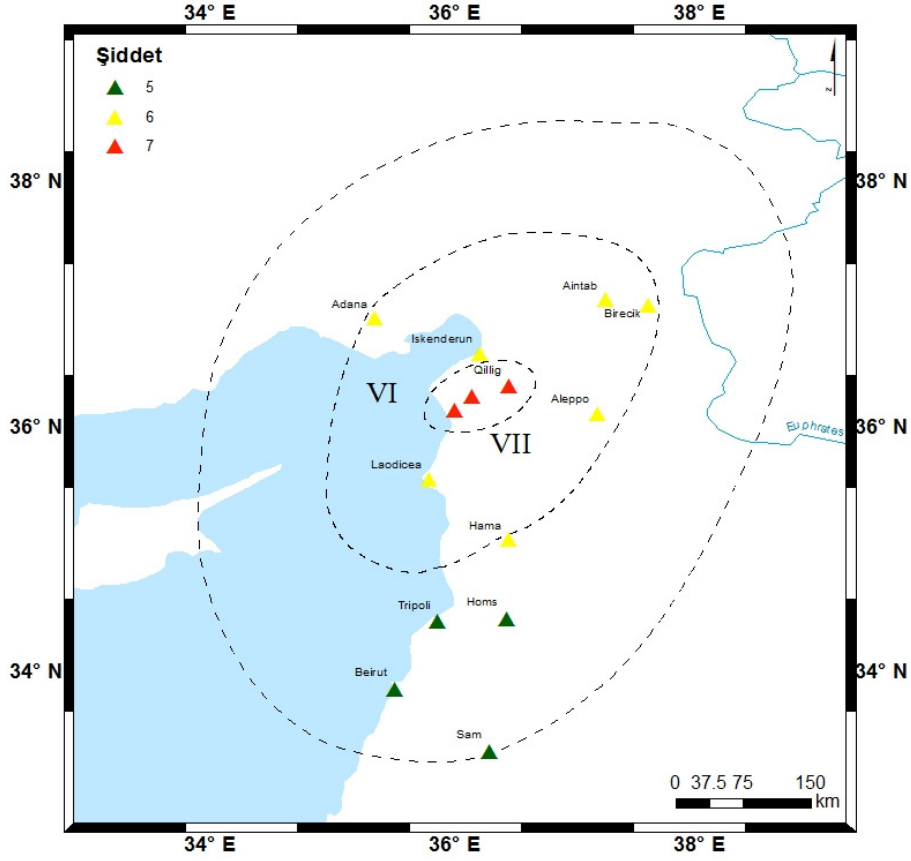 34° E 36° E 38° E
Şiddet
5
6
7
z
38° N 38° N
Aintab
Adana Birecik
Iskenderun
Qillig
VI Aleppo
36° N 36° N
Euphrates
VII
Laodicea
Hama
Tripoli Homs
34° N 34° N
Beirut
Sam
0 37.5 75 150
km
34° E 36° E 38° E